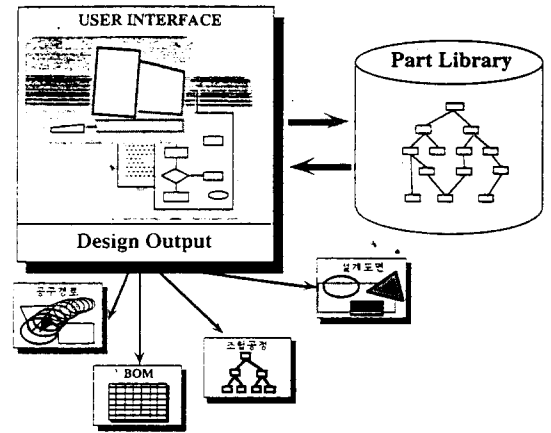 USER INTERFACE
Part Library
Design Output
설계도면
공구경로
조립공정
BOM